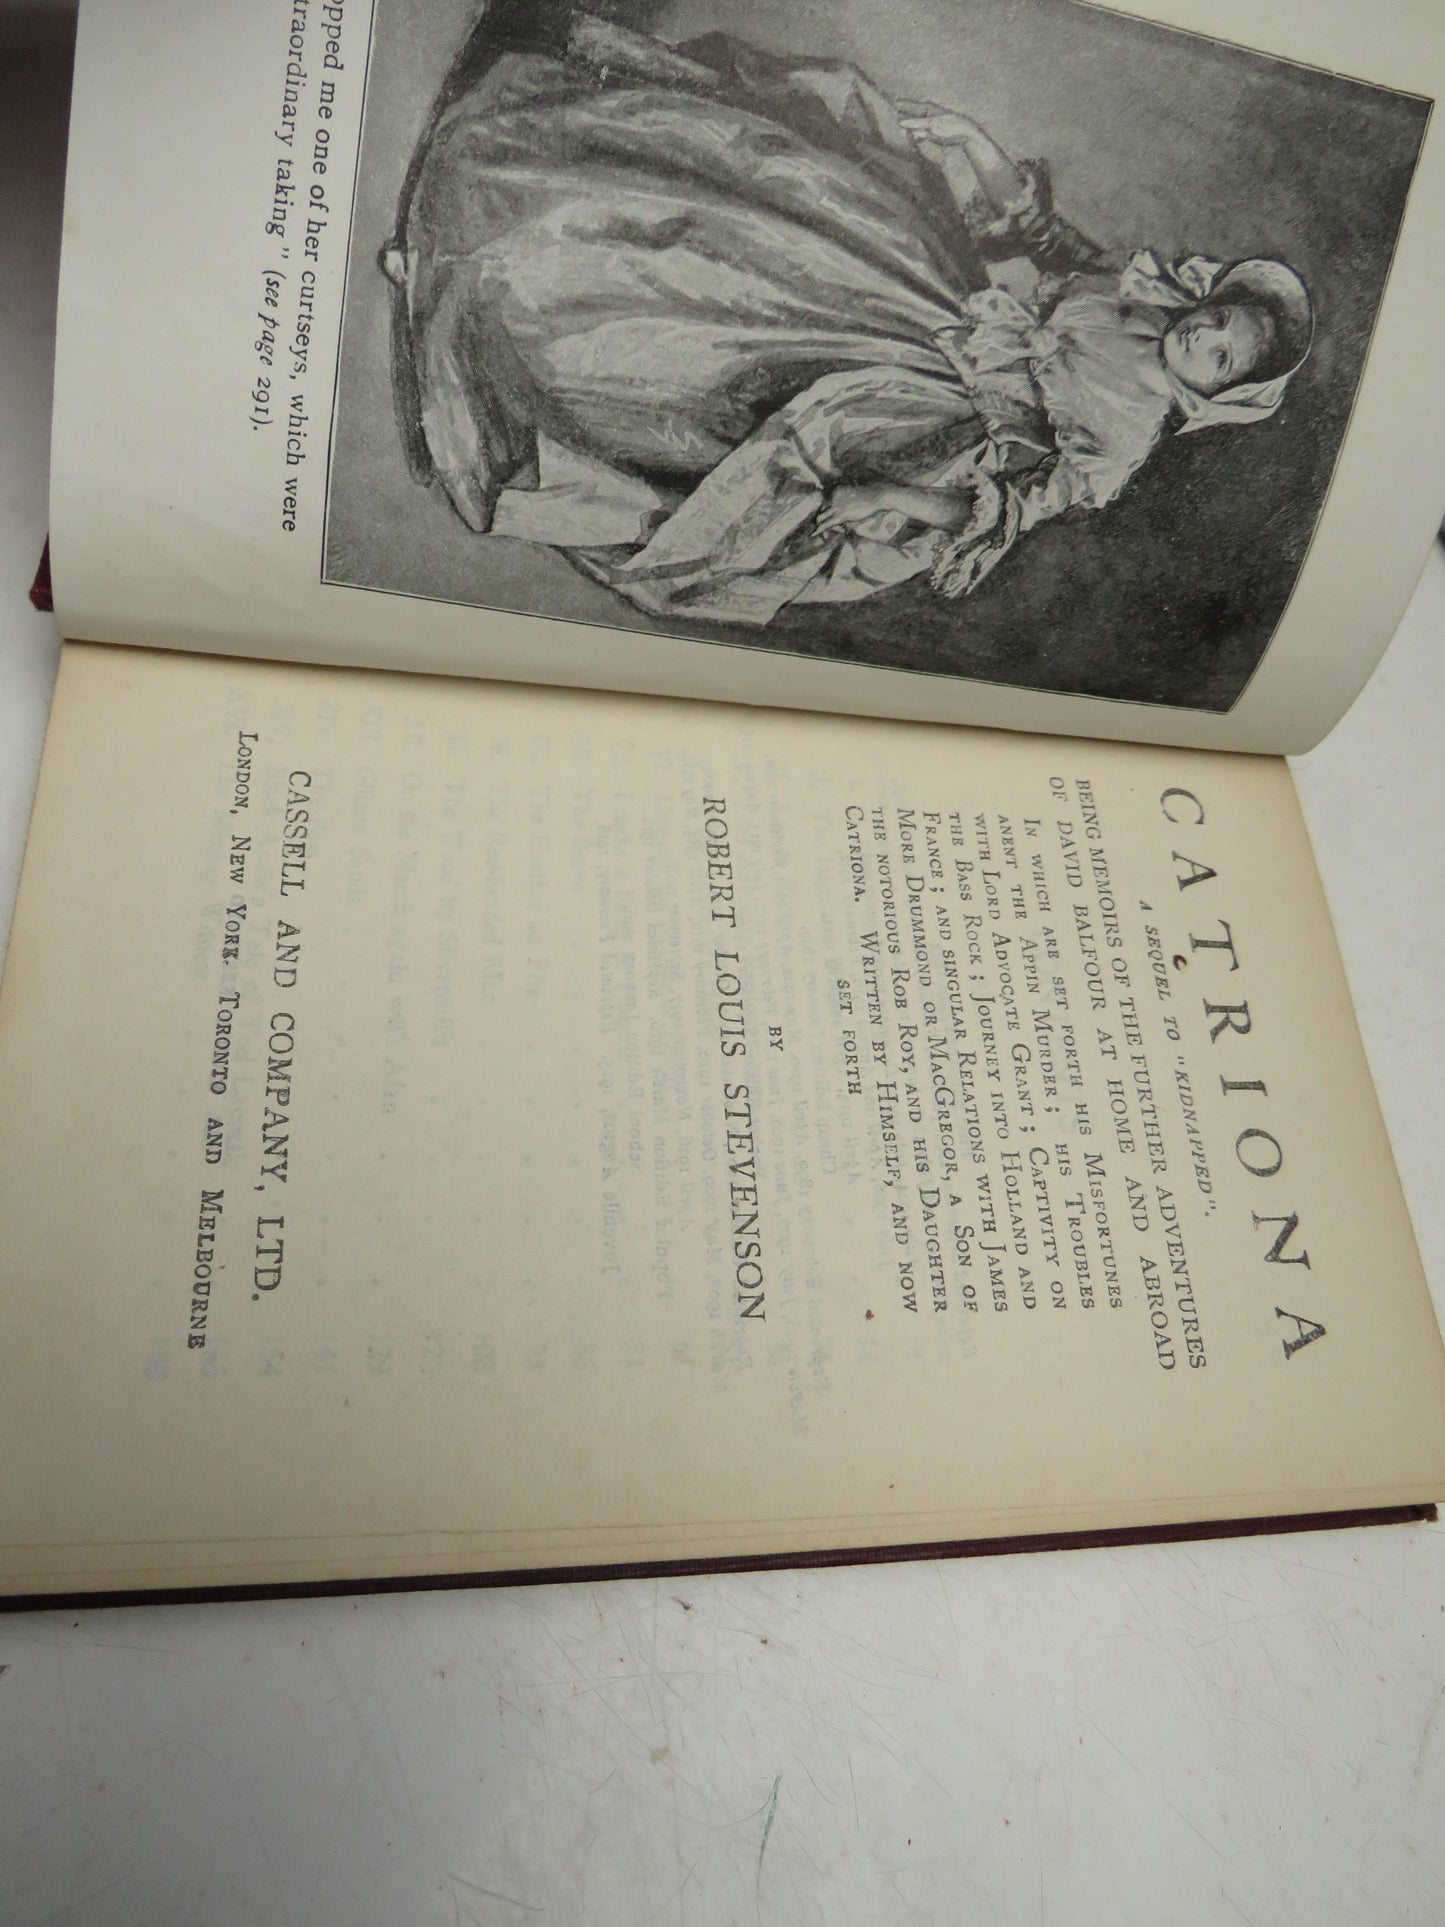 opped me one of her curtseys, which were
traordinary taking" (see page 291).
CATRIONA
A SEQUEL TO "KIDNAPPED".
BEING MEMOIRS OF THE FURTHER ADVENTURES
OF DAVID BALFOUR AT HOME AND ABROAD
IN WHICH ARE SET FORTH HIS MISFORTUNES
ANENT THE APPIN MURDER; HIS TROUBLES
WITH LORD ADVOCATE GRANT; CAPTIVITY ON
THE BASS ROCK; JOURNEY INTO HOLLAND AND
FRANCE; AND SINGULAR RELATIONS WITH JAMES
MORE DRUMMOND OR MACGREGOR, A SON OF
THE NOTORIOUS ROB ROY, AND HIS DAUGHTER
CATRIONA. WRITTEN BY HIMSELF, AND NOW
SET FORTH
BY
ROBERT LOUIS STEVENSON
CASSELL AND COMPANY, LTD.
LONDON, NEW YORK. TORONTO AND MELBOURNE